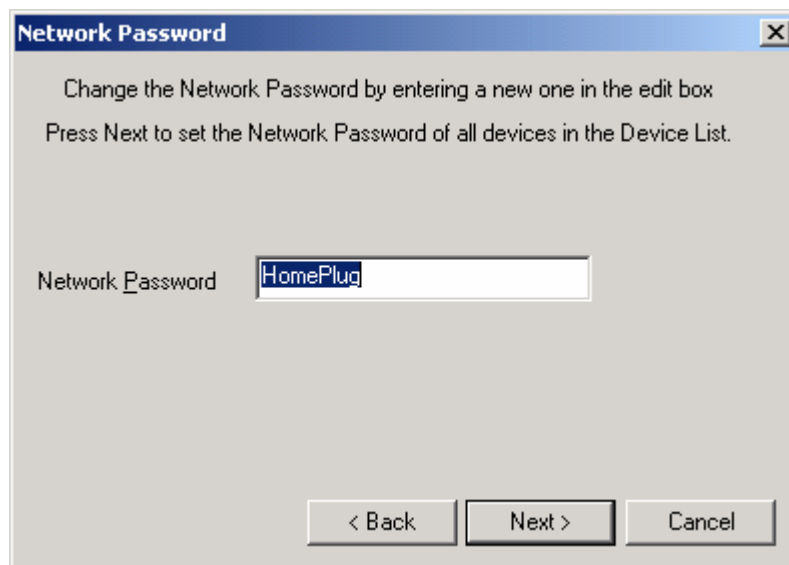 Network Password
Change the Network Password by entering a new one in the edit box
Press Next to set the Network Password of all devices in the Device List.
Network Password HomePlug
< Back Next > Cancel